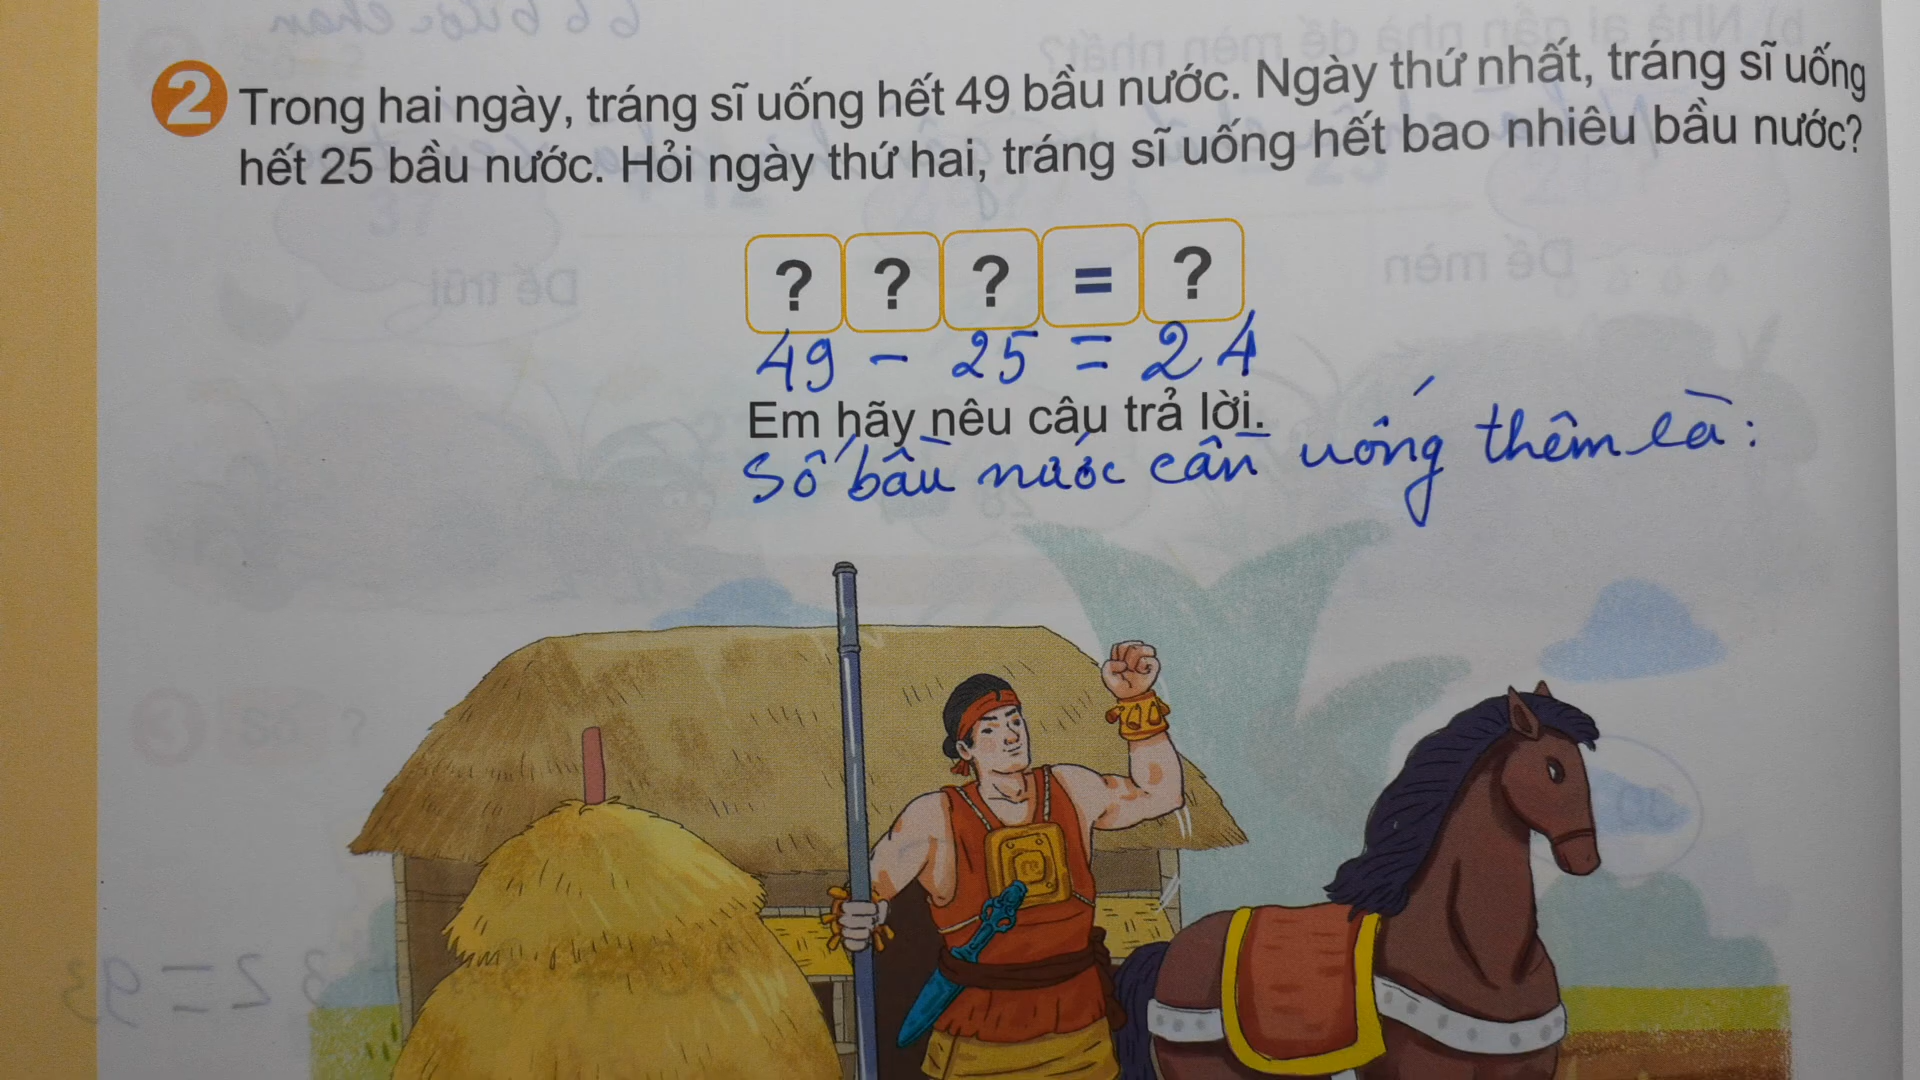 2 Trong hai ngày, tráng sĩ uống hết 49 bầu nước. Ngày thứ nhất, tráng sĩ uống
hết 25 bầu nước. Hỏi ngày thứ hai, tráng sĩ uống hết bao nhiêu bầu nước?
? ? ? = ?
49 - 25 = 24
Em hãy nêu câu trả lời.
Số bầu nước cần uống thêm là: